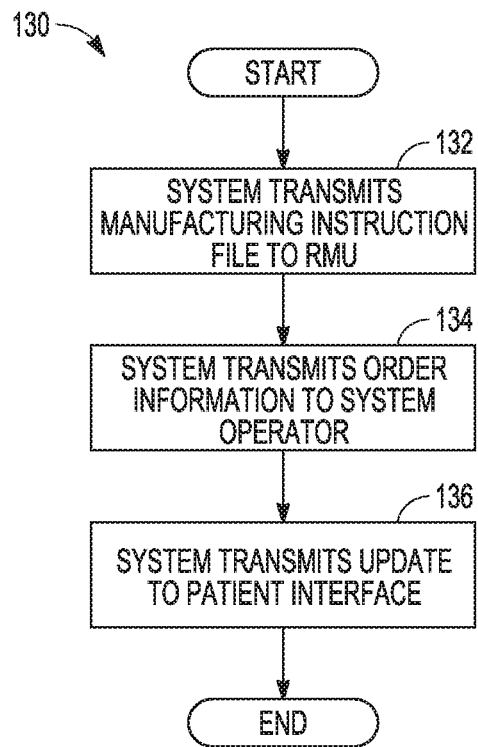 130
START
132
SYSTEM TRANSMITS
MANUFACTURING INSTRUCTION
FILE TO RMU
134
SYSTEM TRANSMITS ORDER
INFORMATION TO SYSTEM
OPERATOR
136
SYSTEM TRANSMITS UPDATE
TO PATIENT INTERFACE
END